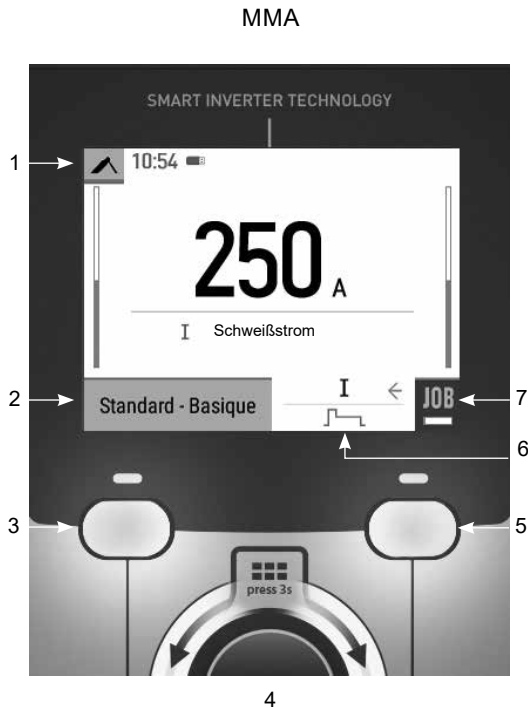 MMA
SMART INVERTER TECHNOLOGY
1
10:54
250 A
I Schweißstrom
2
Standard - Basique
I
JOB
7
6
3
5
press 3s
4